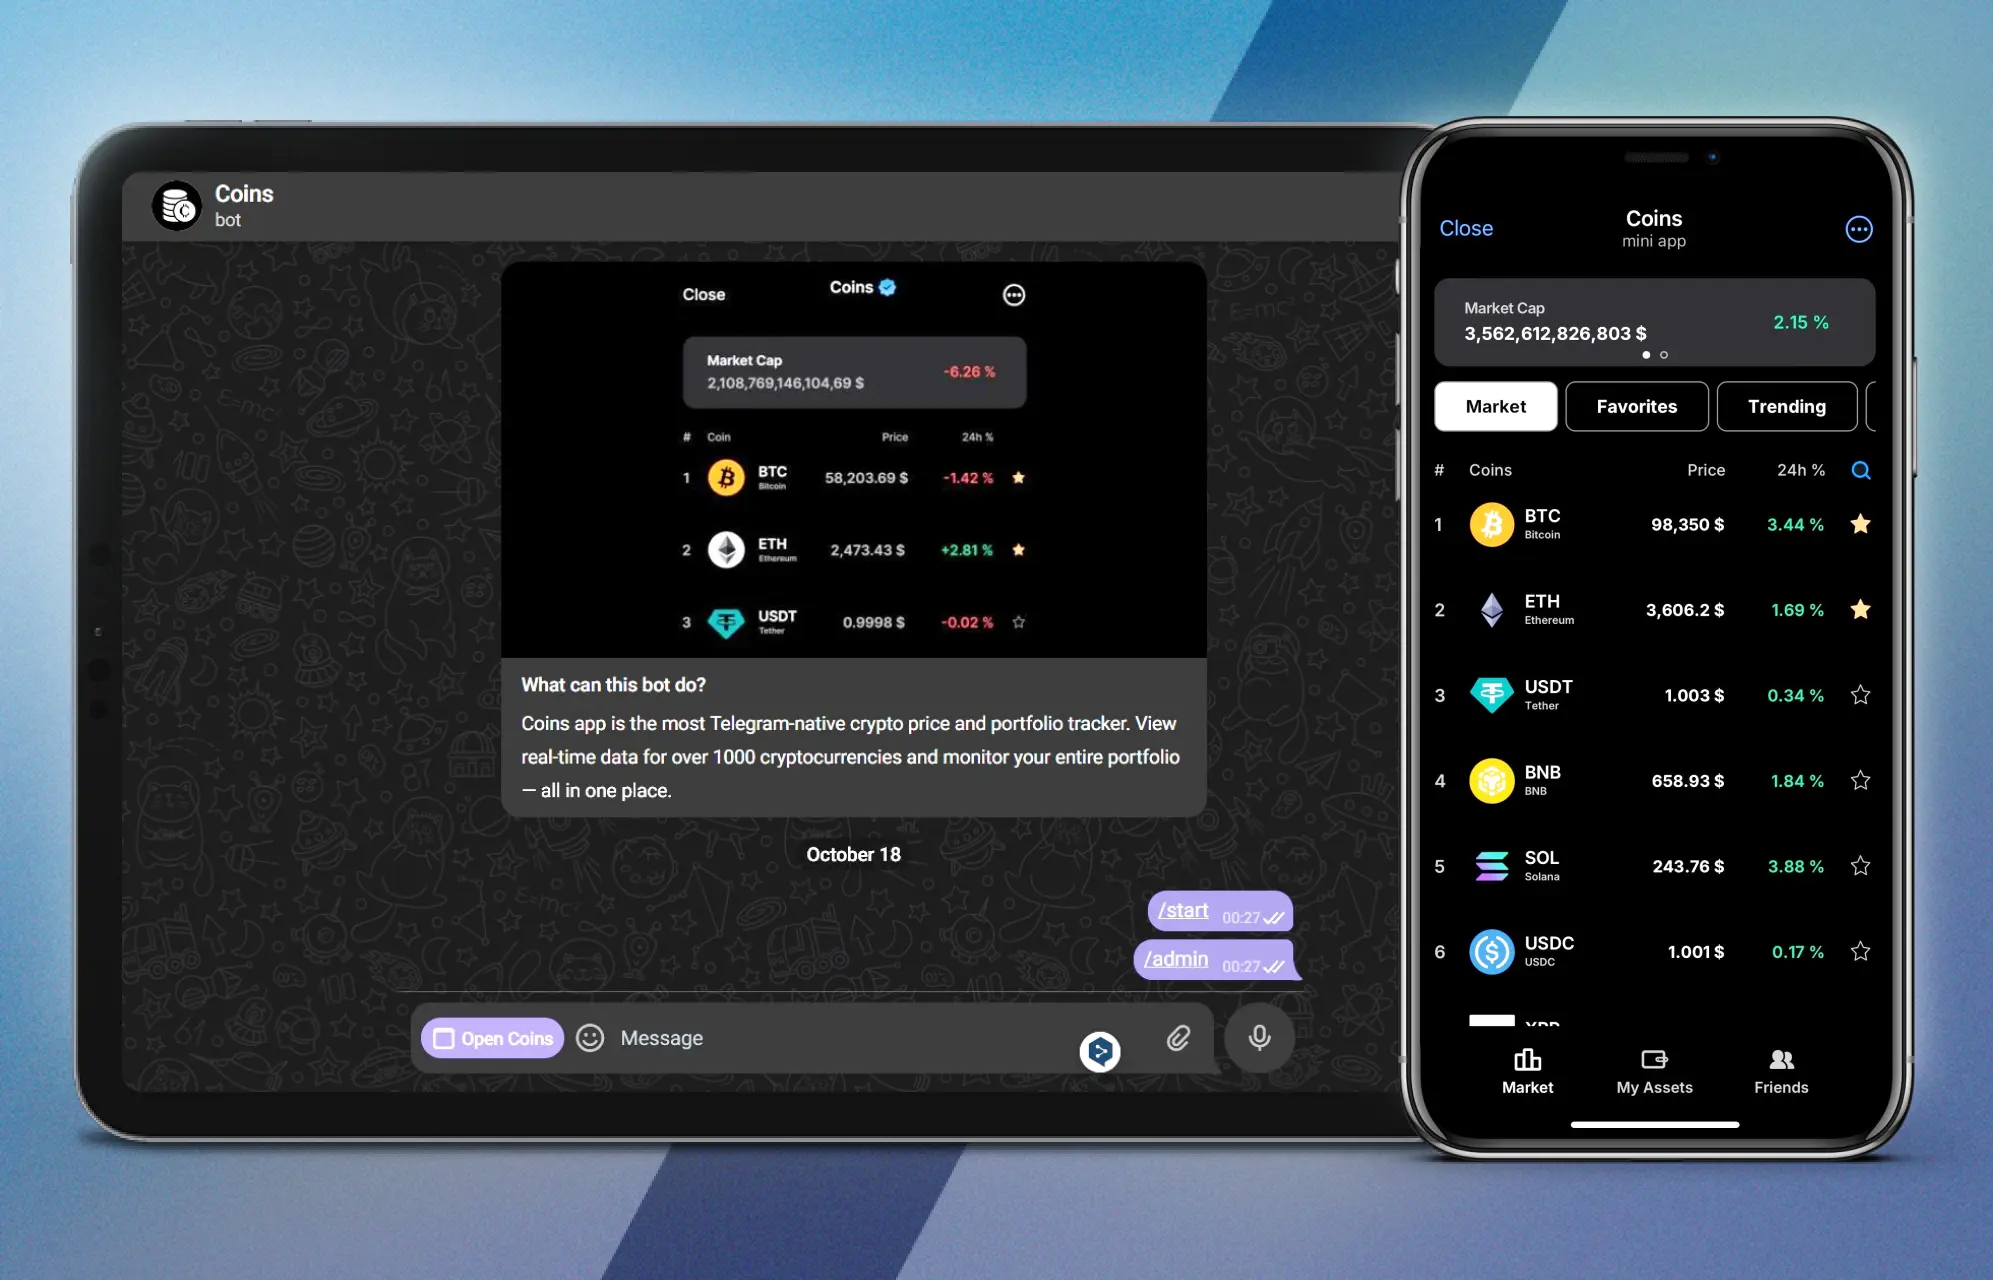 Coins
bot
Close
Coins
Market Cap
2,108,769,146,104,69 $
-6.26 %
# Coin Price 24h %
1 BTC 58,203.69 $ -1.42 %
Bitcoin
2 ETH 2,473.43 $ +2.81 %
Ethereum
3 USDT 0.9998 $ -0.02 %
Tether
What can this bot do?
Coins app is the most Telegram-native crypto price and portfolio tracker. View
real-time data for over 1000 cryptocurrencies and monitor your entire portfolio
— all in one place.
October 18
/start 00:27
/admin 00:27
Open Coins
Message
Close
Coins
mini app
Market Cap
3,562,612,826,803 $
2.15 %
Market Favorites Trending
# Coins Price 24h %
1 BTC 98,350 $ 3.44 %
Bitcoin
2 ETH 3,606.2 $ 1.69 %
Ethereum
3 USDT 1.003 $ 0.34 %
Tether
4 BNB 658.93 $ 1.84 %
BNB
5 SOL 243.76 $ 3.88 %
Solana
6 USDC 1.001 $ 0.17 %
USDC
XRP
Market My Assets Friends